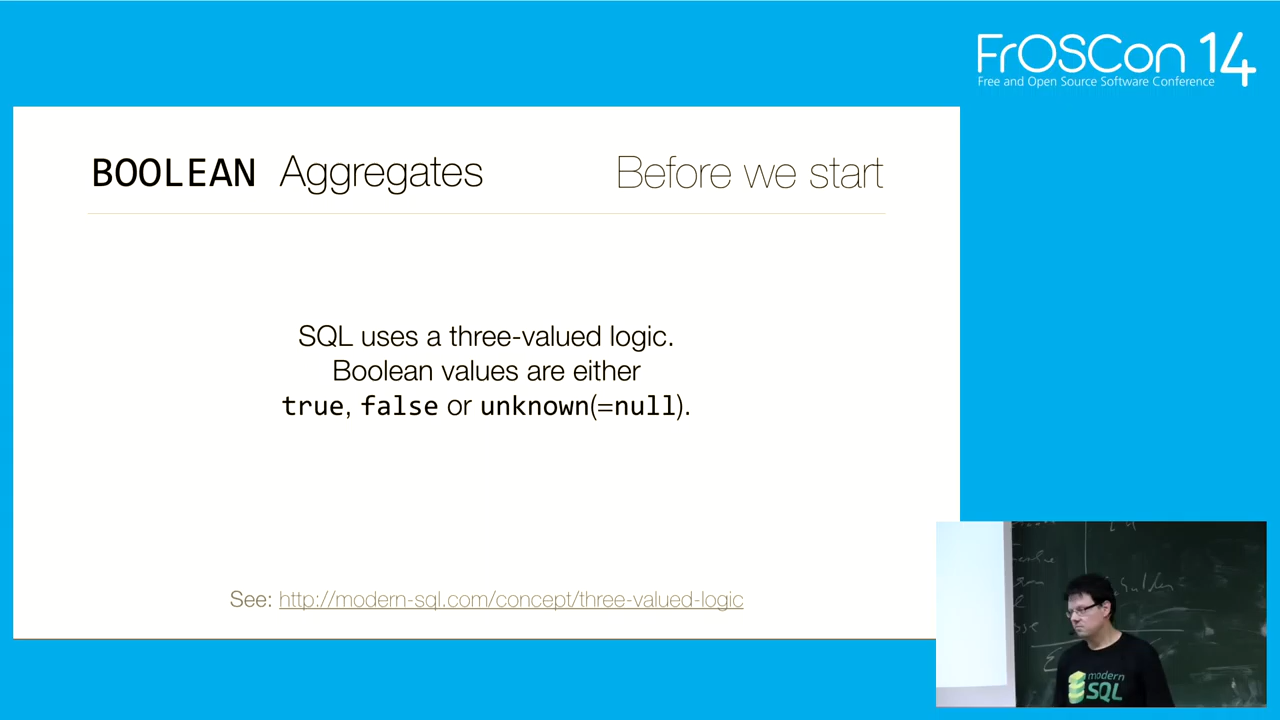 FrOSCon 14
Free and Open Source Software Conference
BOOLEAN Aggregates
Before we start
SQL uses a three-valued logic.
Boolean values are either
true, false or unknown(=null).
See: http://modern-sql.com/concept/three-valued-logic
modern
SQL